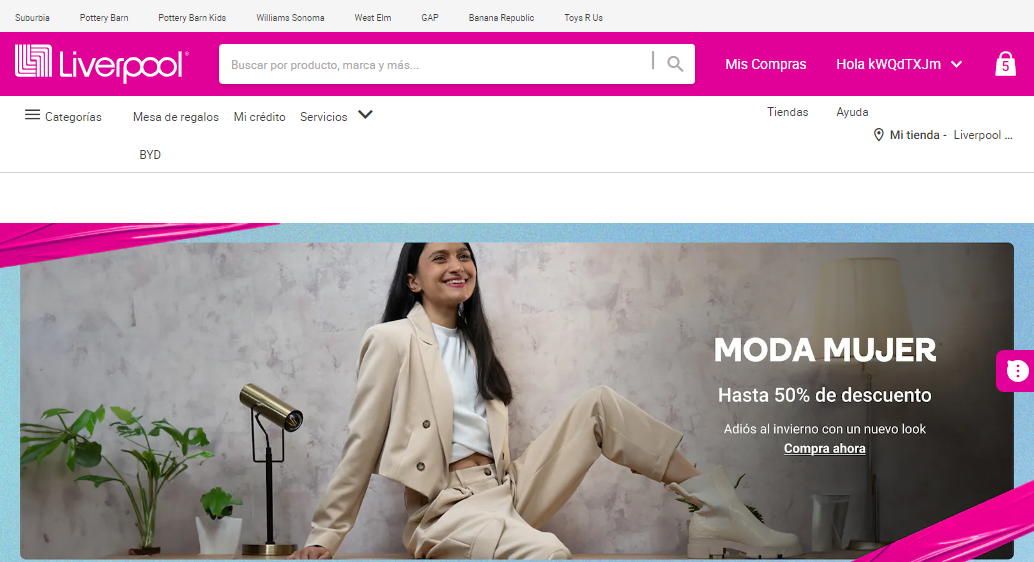 Suburbia Pottery Barn Pottery Barn Kids Williams Sonoma West Elm GAP Banana Republic Toys R Us
Liverpool® Buscar por producto, marca y más... Mis Compras Hola kWQdTXJm 5
Categorías Mesa de regalos Mi crédito Servicios Tiendas Ayuda
Mi tienda - Liverpool ...
BYD
MODA MUJER
Hasta 50% de descuento
Adiós al invierno con un nuevo look
Compra ahora